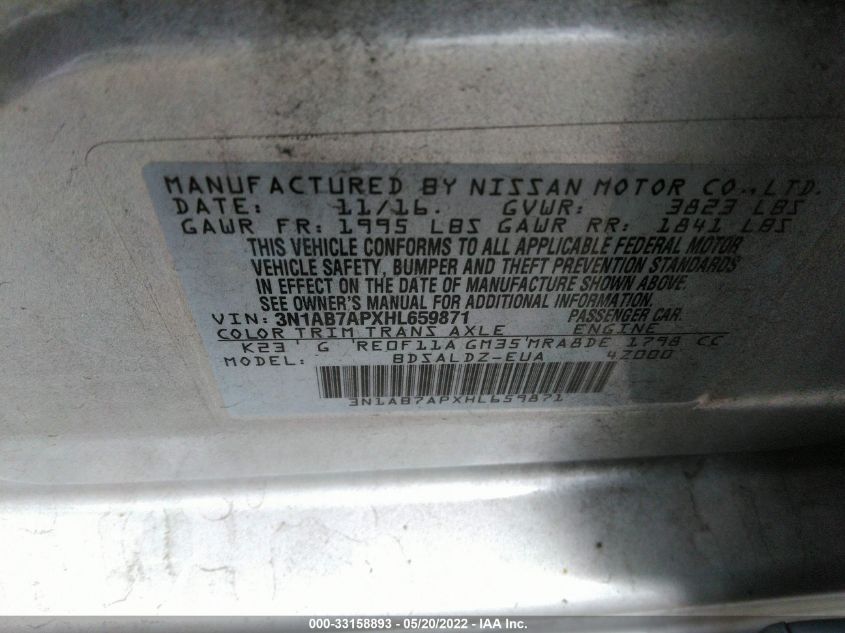 MANUFACTURED BY NISSAN MOTOR CO., LTD.
DATE: 11/16. GVWR: 3823 LBS
GAWR FR: 1995 LBS GAWR RR: 1841 LBS
THIS VEHICLE CONFORMS TO ALL APPLICABLE FEDERAL MOTOR
VEHICLE SAFETY, BUMPER AND THEFT PREVENTION STANDARDS
IN EFFECT ON THE DATE OF MANUFACTURE SHOWN ABOVE.
SEE OWNER'S MANUAL FOR ADDITIONAL INFORMATION.
VIN: 3N1AB7APXHL659871 PASSENGER CAR.
COLOR TRIM TRANS AXLE ENGINE
K23 ' G 'RE0F11A GM35'MRA8DE 1798 CC
MODEL: BDSALDZ-EUA 4Z000
3N1AB7APXHL659871
000-33158893 - 05/20/2022 - IAA Inc.